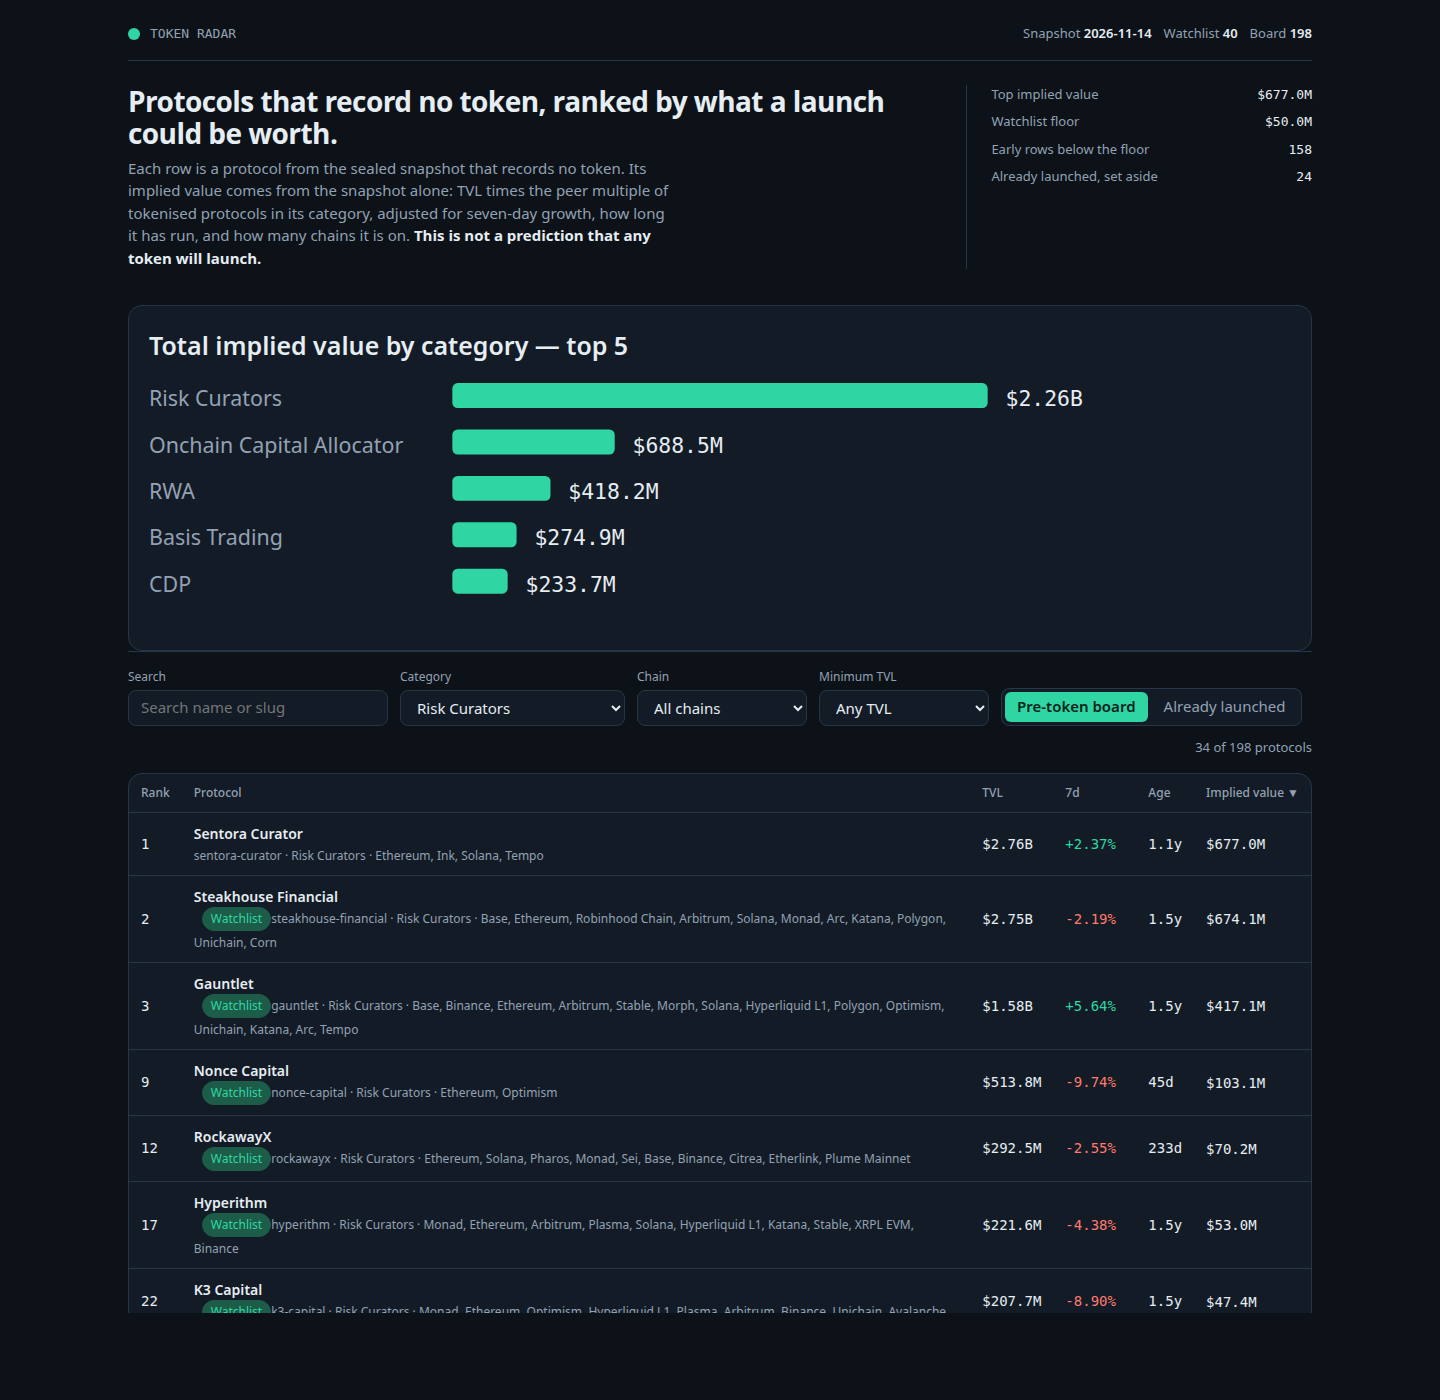 TOKEN RADAR
Snapshot 2026-11-14 Watchlist 40 Board 198
Protocols that record no token, ranked by what a launch
could be worth.
Each row is a protocol from the sealed snapshot that records no token. Its
implied value comes from the snapshot alone: TVL times the peer multiple of
tokenised protocols in its category, adjusted for seven-day growth, how long
it has run, and how many chains it is on. This is not a prediction that any
token will launch.
Top implied value $677.0M
Watchlist floor $50.0M
Early rows below the floor 158
Already launched, set aside 24
Total implied value by category — top 5
Risk Curators $2.26B
Onchain Capital Allocator $688.5M
RWA $418.2M
Basis Trading $274.9M
CDP $233.7M
Search Category Chain Minimum TVL
Search name or slug Risk Curators All chains Any TVL Pre-token board Already launched
34 of 198 protocols
Rank Protocol TVL 7d Age Implied value ▼
Sentora Curator
1 $2.76B +2.37% 1.1y $677.0M
sentora-curator · Risk Curators · Ethereum, Ink, Solana, Tempo
Steakhouse Financial
2 Watchlist steakhouse-financial · Risk Curators · Base, Ethereum, Robinhood Chain, Arbitrum, Solana, Monad, Arc, Katana, Polygon, $2.75B -2.19% 1.5y $674.1M
Unichain, Corn
Gauntlet
3 Watchlist gauntlet · Risk Curators · Base, Binance, Ethereum, Arbitrum, Stable, Morph, Solana, Hyperliquid L1, Polygon, Optimism, $1.58B +5.64% 1.5y $417.1M
Unichain, Katana, Arc, Tempo
Nonce Capital
9 $513.8M -9.74% 45d $103.1M
Watchlist nonce-capital · Risk Curators · Ethereum, Optimism
RockawayX
12 $292.5M -2.55% 233d $70.2M
Watchlist rockawayx · Risk Curators · Ethereum, Solana, Pharos, Monad, Sei, Base, Binance, Citrea, Etherlink, Plume Mainnet
Hyperithm
17 Watchlist hyperithm · Risk Curators · Monad, Ethereum, Arbitrum, Plasma, Solana, Hyperliquid L1, Katana, Stable, XRPL EVM, $221.6M -4.38% 1.5y $53.0M
Binance
K3 Capital
22 $207.7M -8.90% 1.5y $47.4M
Watchlist k3-capital · Risk Curators · Monad, Ethereum, Optimism, Hyperliquid L1, Plasma, Arbitrum, Binance, Unichain, Avalanche